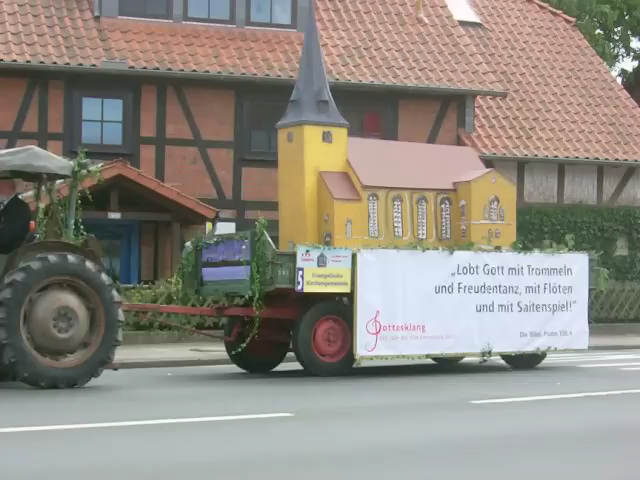 „Lobt Gott mit Trommeln
und Freudentanz, mit Flöten
und mit Saitenspiel!"
Die Bibel, Psalm 150,4
Gottesklang
5
Evangelische
Kirchengemeinde